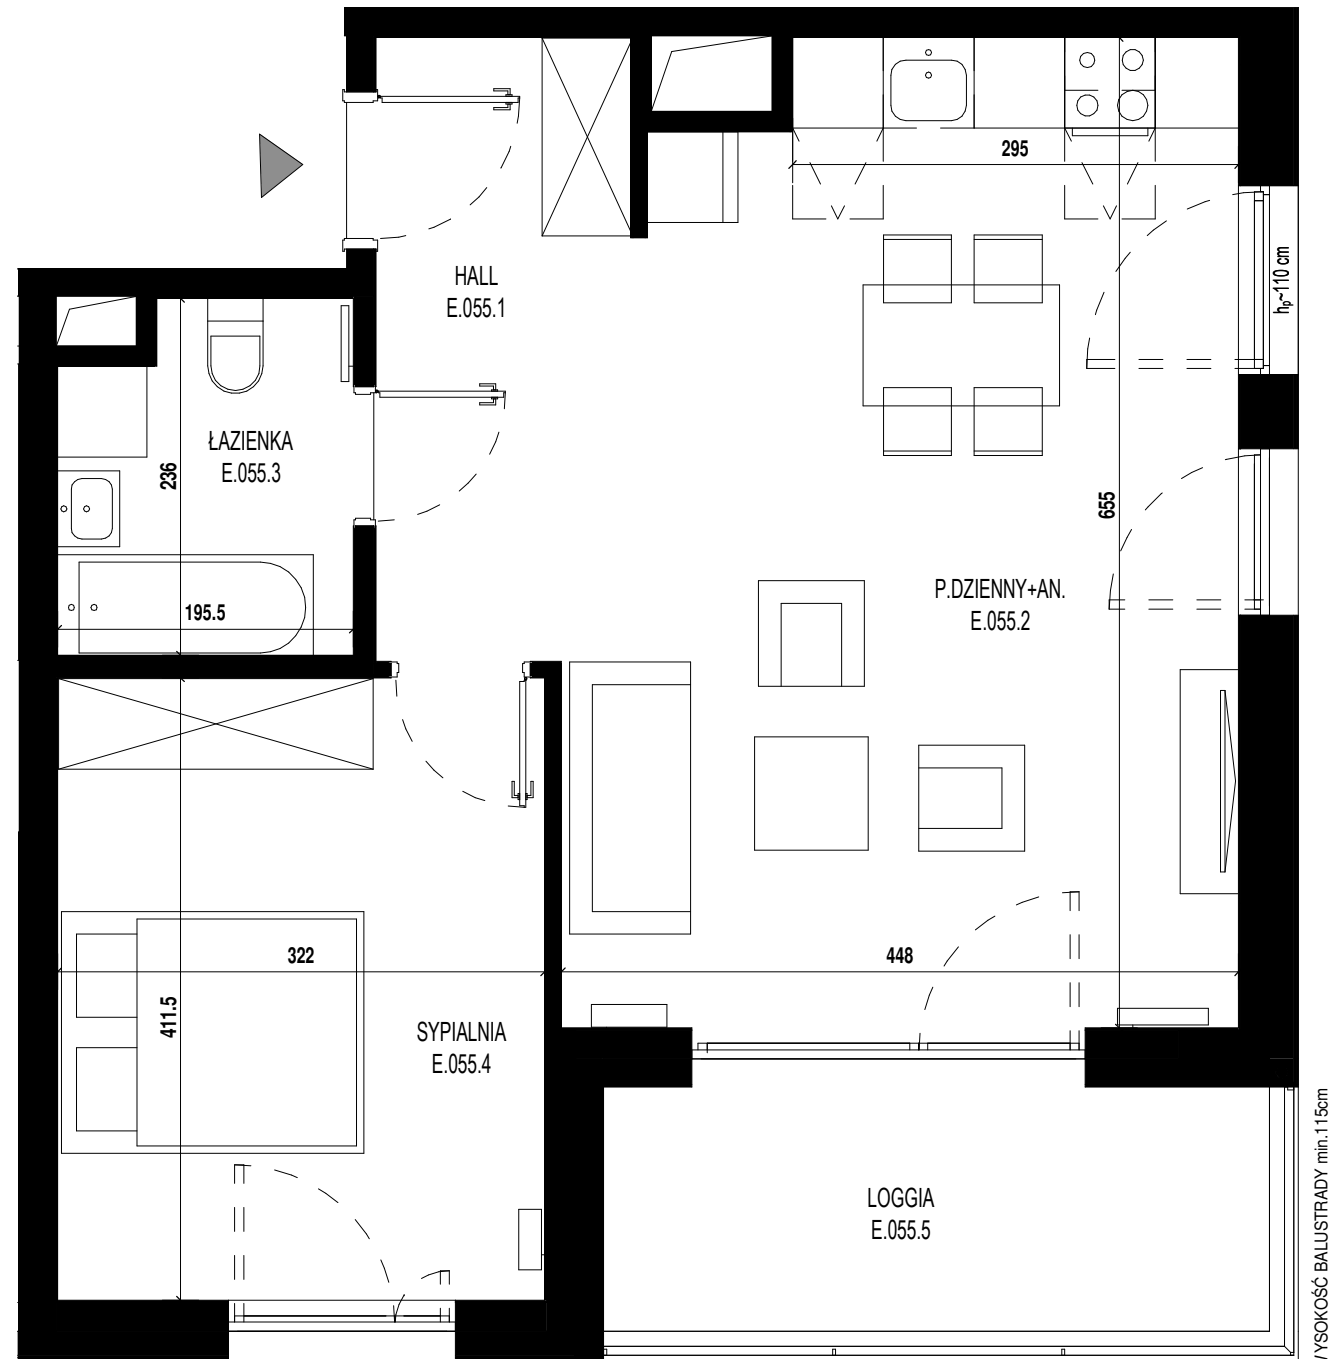 295
HALL
E.055.1
hp~110 cm
ŁAZIENKA
E.055.3
236
655
195.5
P.DZIENNY+AN.
E.055.2
322
448
411.5
SYPIALNIA
E.055.4
LOGGIA
E.055.5
YSOKOŚĆ BALUSTRADY min.115cm